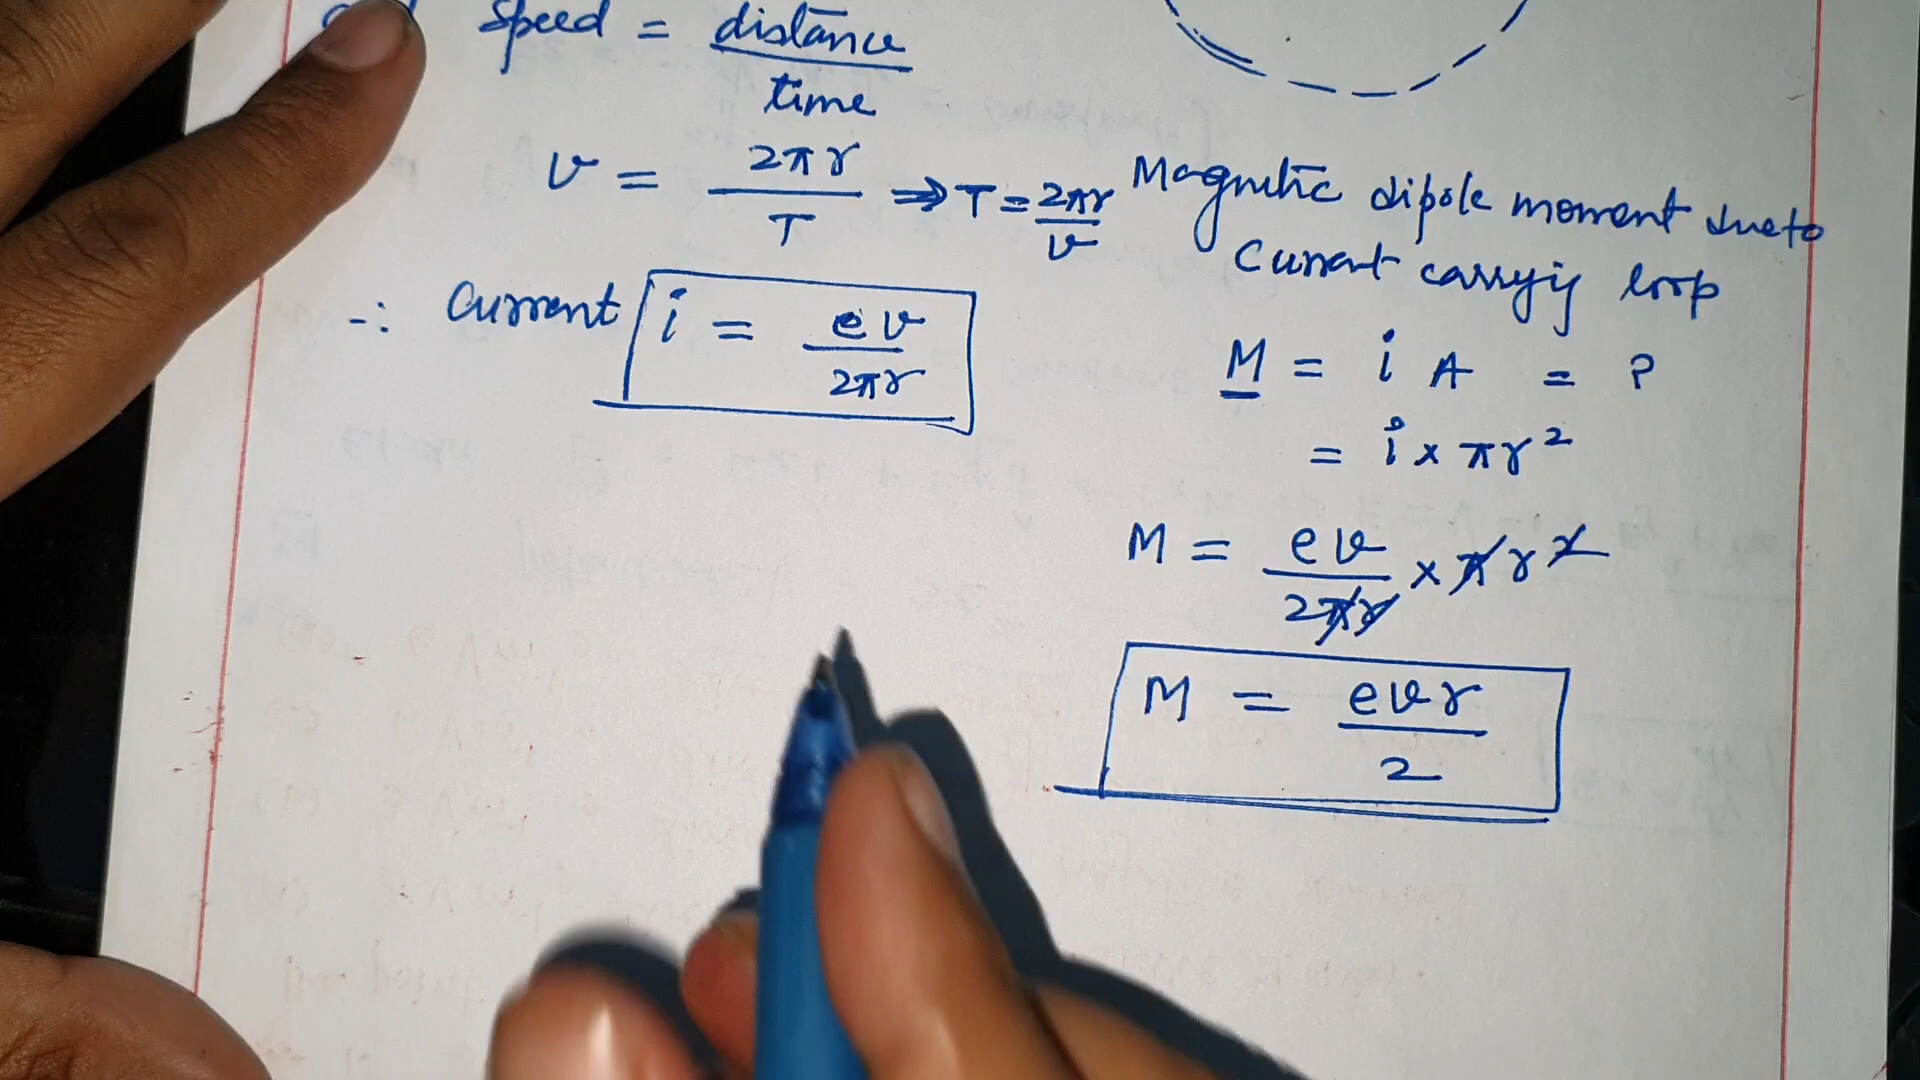 Speed = distance
time
v = 2πr
T
⇒ T = 2πr
v
∴ Current i = ev
2πr
Magnetic dipole moment due to
Current carryig loop
M = i A = ?
= i × πr²
M = ev × πr²
2πr
M = evr
2